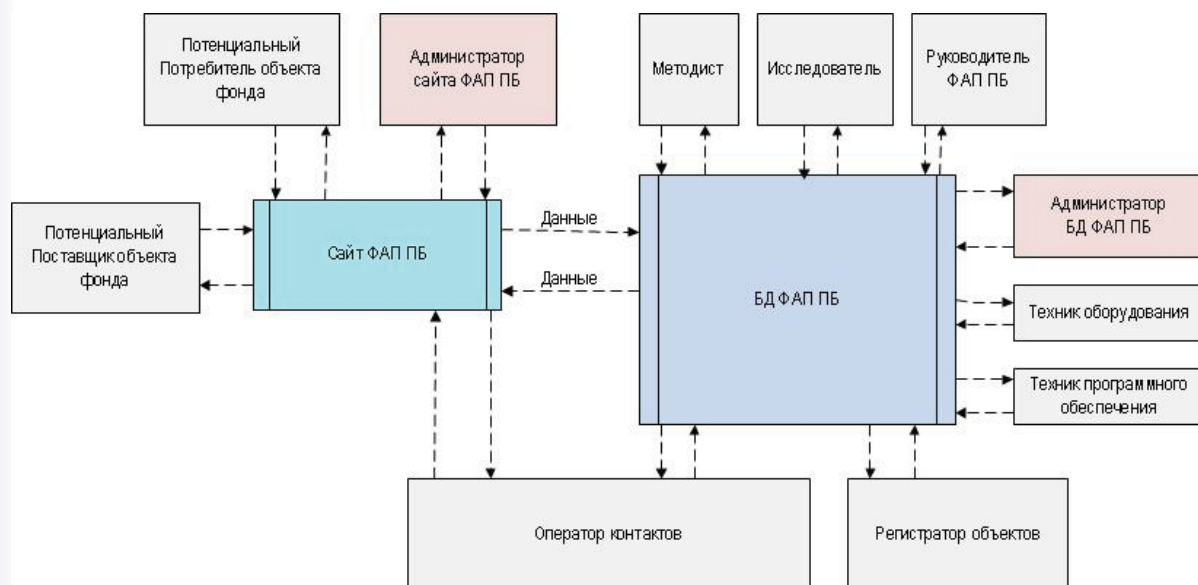 Потенциальный
Потребитель объекта
фонда
Администратор
сайта ФАП ПБ
Методист
Исследователь
Руководитель
ФАП ПБ
Потенциальный
Поставщик объекта
фонда
Сайт ФАП ПБ
Данные
Данные
БД ФАП ПБ
Администратор
БД ФАП ПБ
Техник оборудования
Техник программного
обеспечения
Оператор контактов
Регистратор объектов